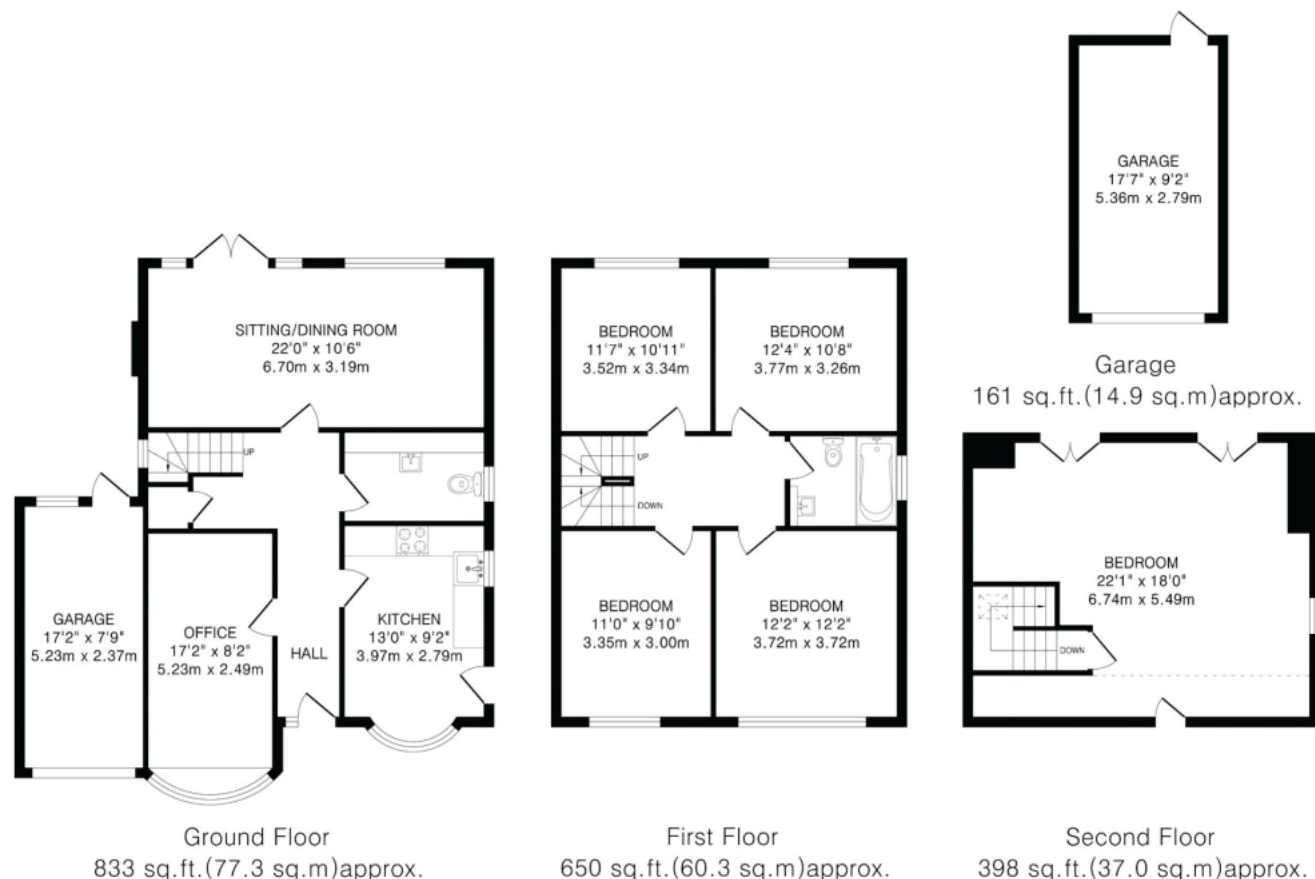 GARAGE
17'7" x 9'2"
5.36m x 2.79m
Garage
161 sq.ft.(14.9 sq.m)approx.
SITTING/DINING ROOM
22'0" x 10'6"
6.70m x 3.19m
UP
GARAGE
17'2" x 7'9"
5.23m x 2.37m
OFFICE
17'2" x 8'2"
5.23m x 2.49m
HALL
KITCHEN
13'0" x 9'2"
3.97m x 2.79m
Ground Floor
833 sq.ft.(77.3 sq.m)approx.
BEDROOM
11'7" x 10'11"
3.52m x 3.34m
BEDROOM
12'4" x 10'8"
3.77m x 3.26m
UP
DOWN
BEDROOM
11'0" x 9'10"
3.35m x 3.00m
BEDROOM
12'2" x 12'2"
3.72m x 3.72m
First Floor
650 sq.ft.(60.3 sq.m)approx.
BEDROOM
22'1" x 18'0"
6.74m x 5.49m
DOWN
Second Floor
398 sq.ft.(37.0 sq.m)approx.